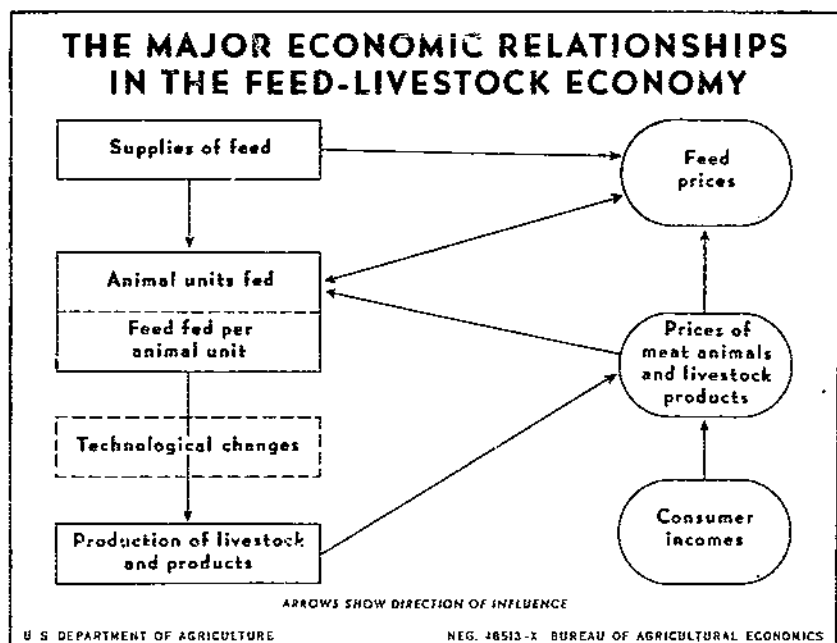 THE MAJOR ECONOMIC RELATIONSHIPS
IN THE FEED-LIVESTOCK ECONOMY
Supplies of feed
Feed
prices
Animal units fed
Feed fed per
animal unit
Prices of
meat animals
and livestock
products
Technological changes
Production of livestock
and products
Consumer
incomes
ARROWS SHOW DIRECTION OF INFLUENCE
U S DEPARTMENT OF AGRICULTURE
NEG. 46513-X BUREAU OF AGRICULTURAL ECONOMICS